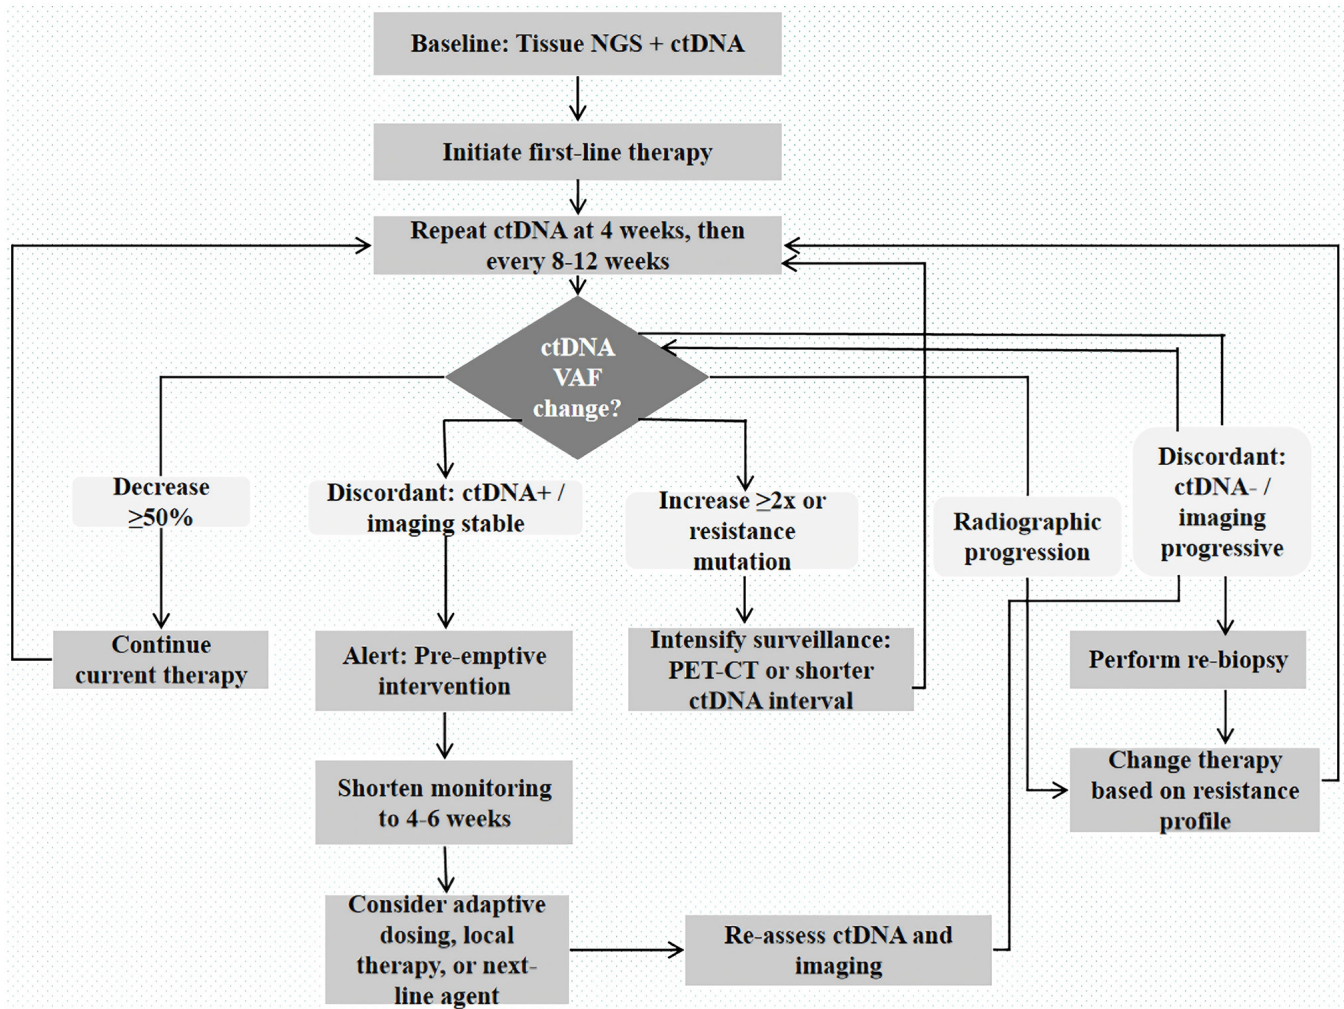 Baseline: Tissue NGS + ctDNA
Initiate first-line therapy
Repeat ctDNA at 4 weeks, then
every 8-12 weeks
ctDNA
VAF
change?
Decrease
≥50%
Discordant: ctDNA+ /
imaging stable
Increase ≥2x or
resistance
mutation
Radiographic
progression
Discordant:
ctDNA- /
imaging
progressive
Continue
current therapy
Alert: Pre-emptive
intervention
Intensify surveillance:
PET-CT or shorter
ctDNA interval
Perform re-biopsy
Shorten monitoring
to 4-6 weeks
Change therapy
based on resistance
profile
Consider adaptive
dosing, local
therapy, or next-
line agent
Re-assess ctDNA and
imaging